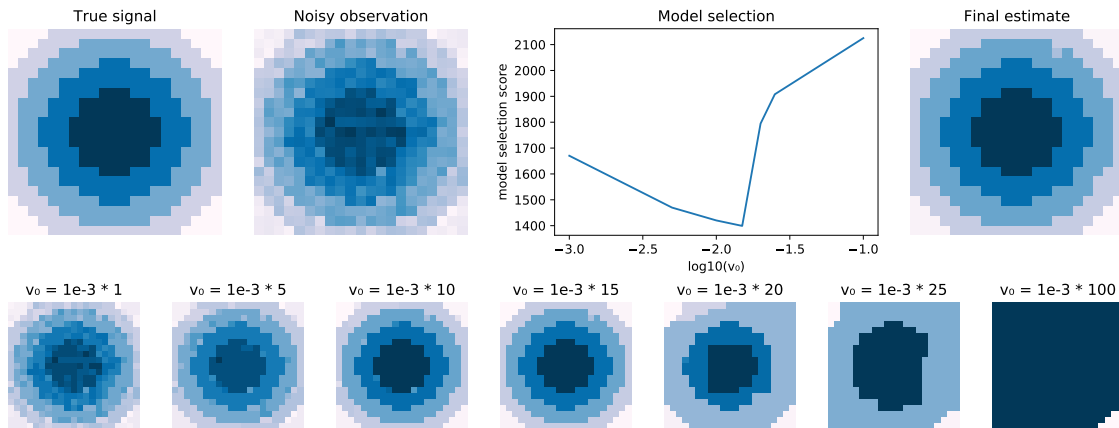 True signal
Noisy observation
Model selection
Final estimate
model selection score
2100
2000
1900
1800
1700
1600
1500
1400
−3.0
−2.5
−2.0
−1.5
−1.0
log10(v₀)
v₀ = 1e-3 * 1
v₀ = 1e-3 * 5
v₀ = 1e-3 * 10
v₀ = 1e-3 * 15
v₀ = 1e-3 * 20
v₀ = 1e-3 * 25
v₀ = 1e-3 * 100